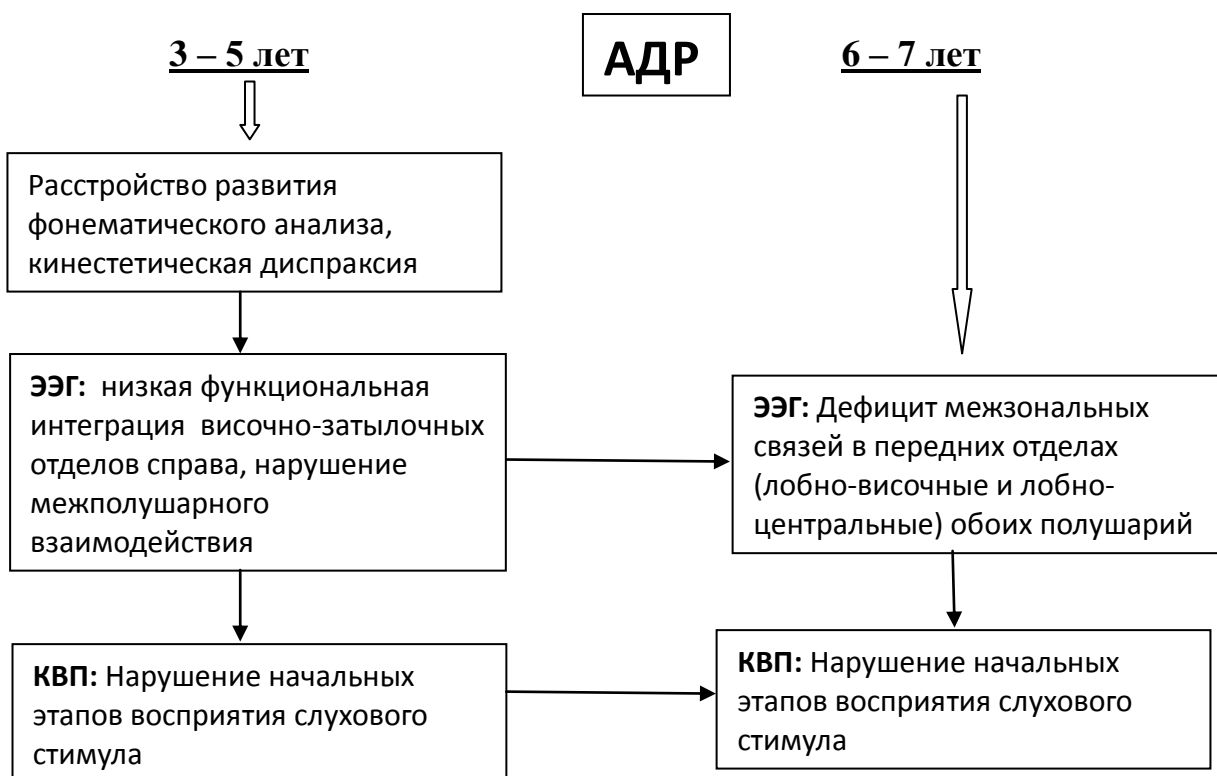 3 – 5 лет
АДР
6 – 7 лет
Расстройство развития
фонематического анализа,
кинестетическая диспраксия
ЭЭГ: низкая функциональная
интеграция височно-затылочных
отделов справа, нарушение
межполушарного
взаимодействия
ЭЭГ: Дефицит межзональных
связей в передних отделах
(лобно-височные и лобно-
центральные) обоих полушарий
КВП: Нарушение начальных
этапов восприятия слухового
стимула
КВП: Нарушение начальных
этапов восприятия слухового
стимула